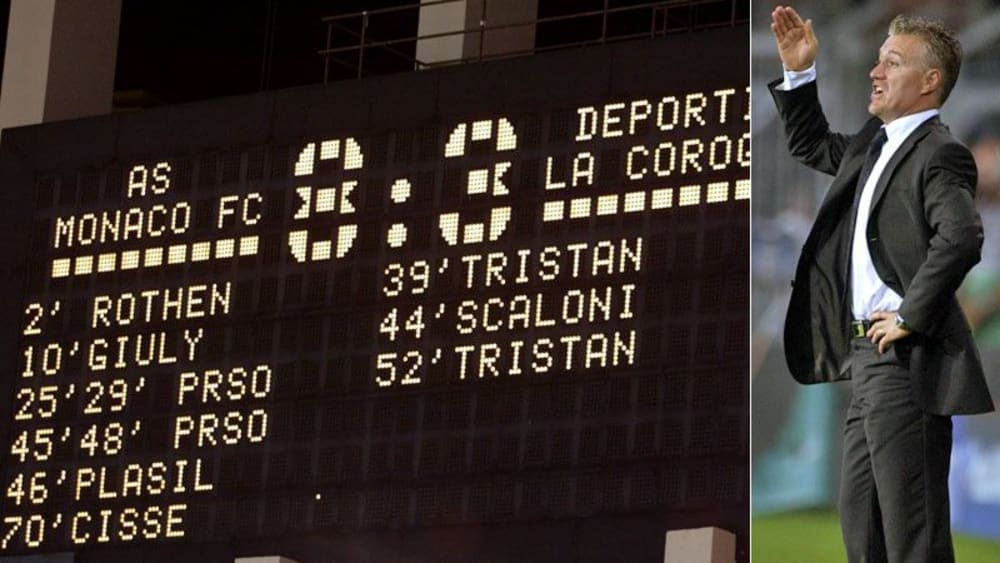 AS
MONACO FC
8:3
DEPORTI
LA COROG
2' ROTHEN
10'GIULY
25'29' PRSO
45'48' PRSO
46'PLASIL
70'CISSE
39'TRISTAN
44'SCALONI
52'TRISTAN